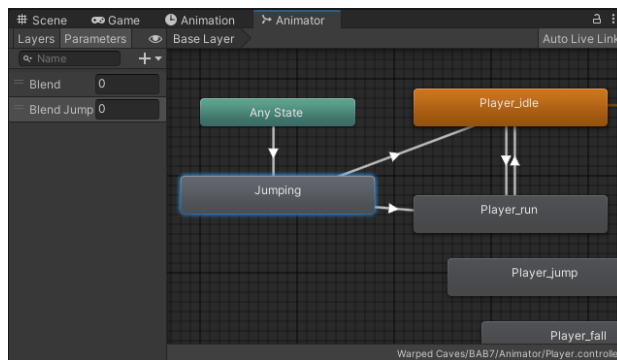 Scene Game Animation Animator
Layers Parameters Base Layer Auto Live Link
Name
Blend 0
Blend Jump 0
Any State
Player_idle
Jumping
Player_run
Player_jump
Player_fall
Warped Caves/BAB7/Animator/Player.controlle